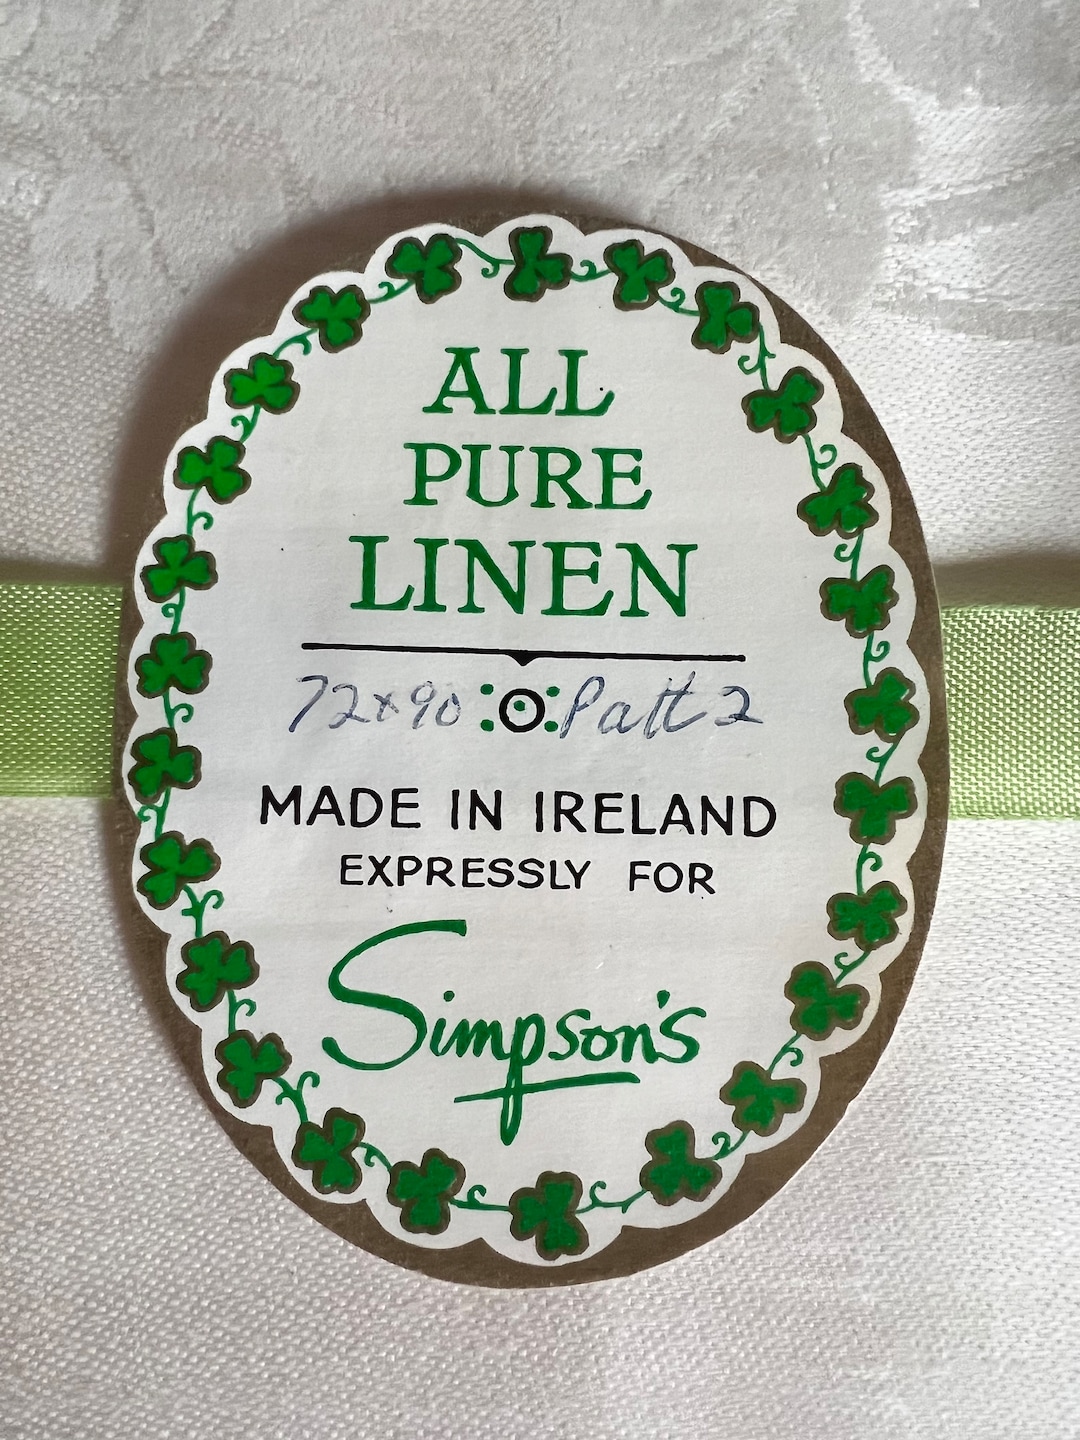 ALL
PURE
LINEN
72x90 Patt 2
MADE IN IRELAND
EXPRESSLY FOR
Simpson's